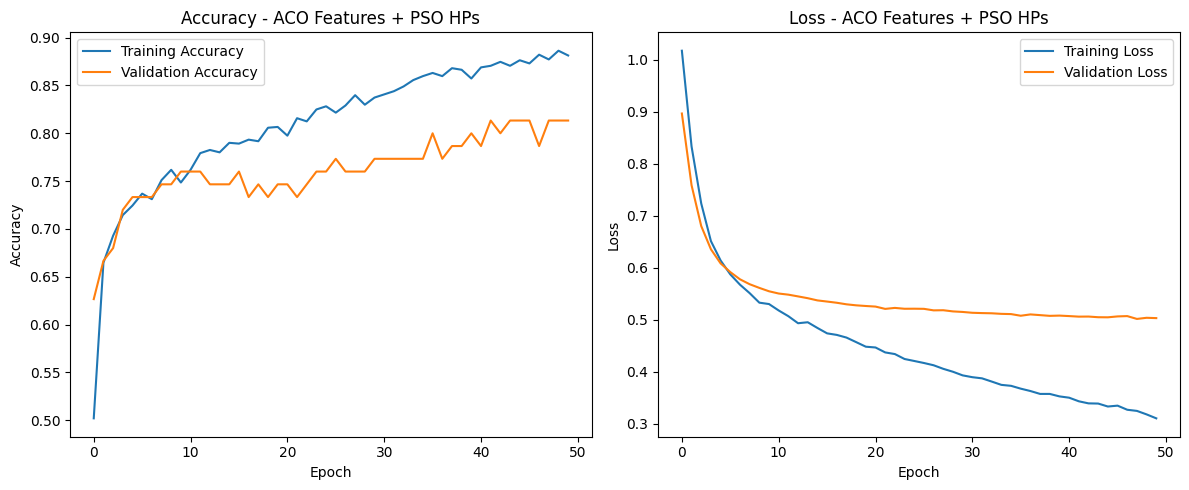 Accuracy - ACO Features + PSO HPs
Training Accuracy
Validation Accuracy
0.90
0.85
0.80
0.75
0.70
0.65
0.60
0.55
0.50
Accuracy
0 10 20 30 40 50
Epoch
Loss - ACO Features + PSO HPs
Training Loss
Validation Loss
1.0
0.9
0.8
0.7
0.6
0.5
0.4
0.3
Loss
0 10 20 30 40 50
Epoch